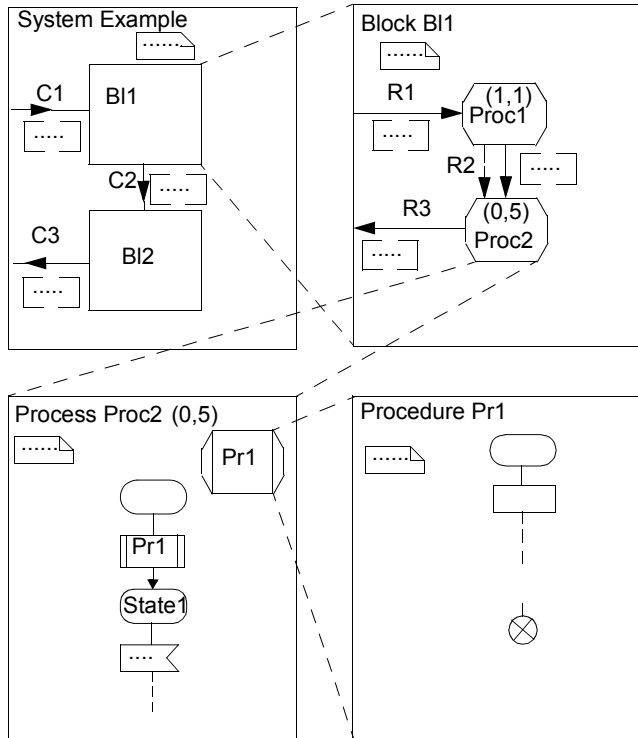 System Example
......
C1
.....
Bl1
C2
.....
C3
.....
Bl2
Block Bl1
......
R1
.....
(1,1)
Proc1
R2
.....
R3
.....
(0,5)
Proc2
Process Proc2 (0,5)
......
Pr1
Pr1
State1
....
Procedure Pr1
......